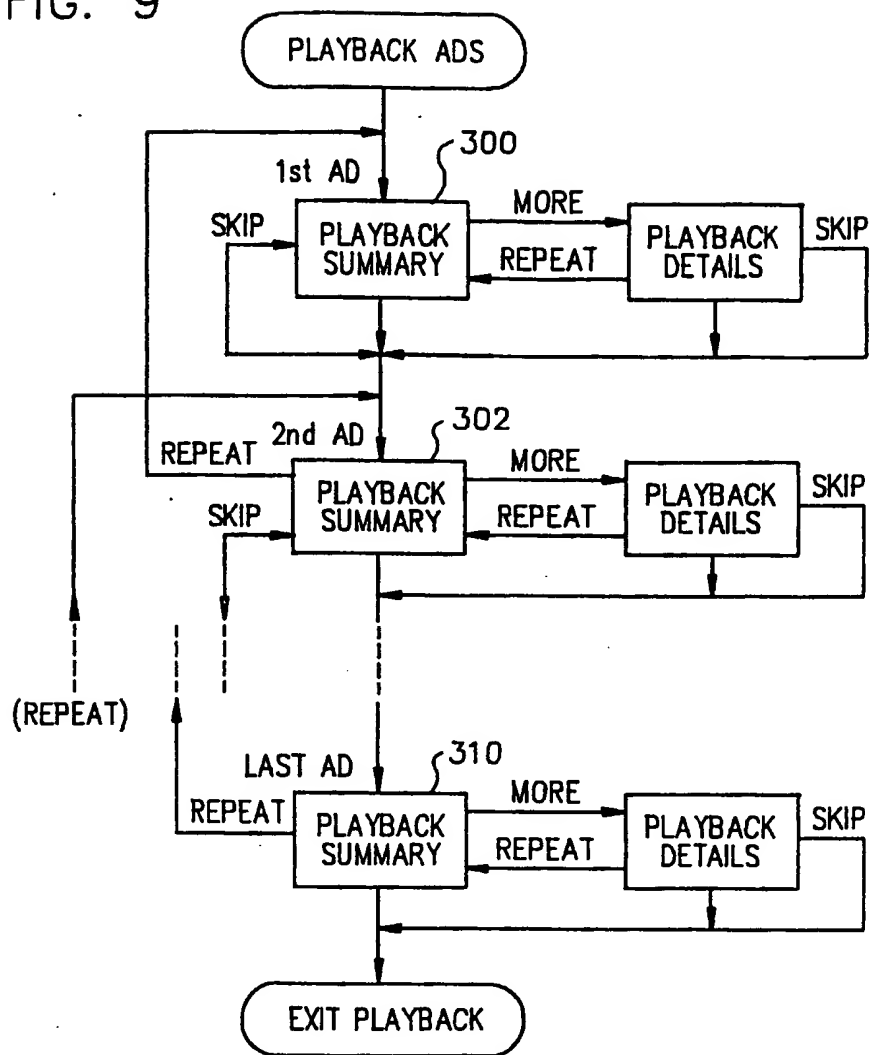 FIG. 9
PLAYBACK ADS
1st AD
300
SKIP
PLAYBACK
SUMMARY
MORE
REPEAT
PLAYBACK
DETAILS
SKIP
2nd AD
302
REPEAT
SKIP
PLAYBACK
SUMMARY
MORE
REPEAT
PLAYBACK
DETAILS
SKIP
(REPEAT)
LAST AD
310
REPEAT
PLAYBACK
SUMMARY
MORE
REPEAT
PLAYBACK
DETAILS
SKIP
EXIT PLAYBACK